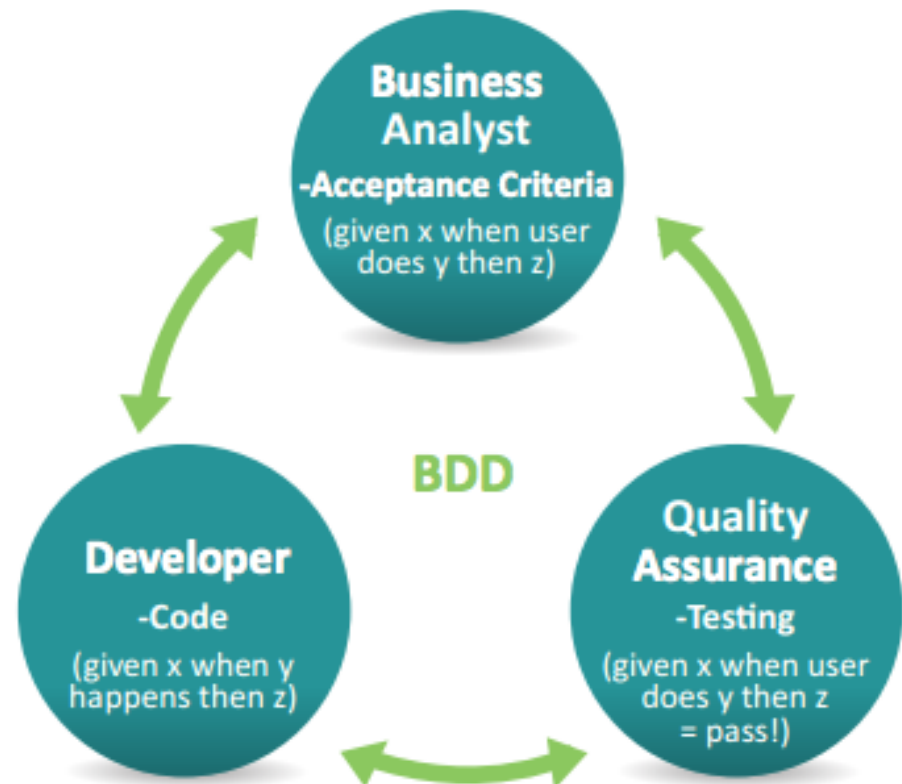 Business
Analyst
-Acceptance Criteria
(given x when user
does y then z)
BDD
Developer
-Code
(given x when y
happens then z)
Quality
Assurance
-Testing
(given x when user
does y then z
= pass!)